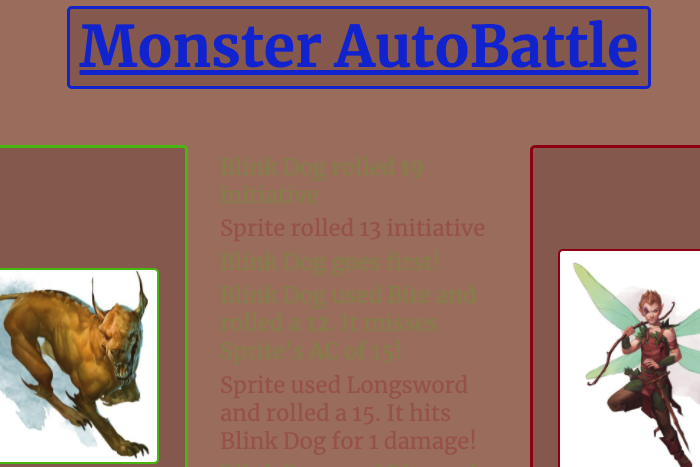 Monster AutoBattle
Blink Dog rolled 19
initiative
Sprite rolled 13 initiative
Blink Dog goes first!
Blink Dog used Bite and
rolled a 12. It misses
Sprite's AC of 15!
Sprite used Longsword
and rolled a 15. It hits
Blink Dog for 1 damage!